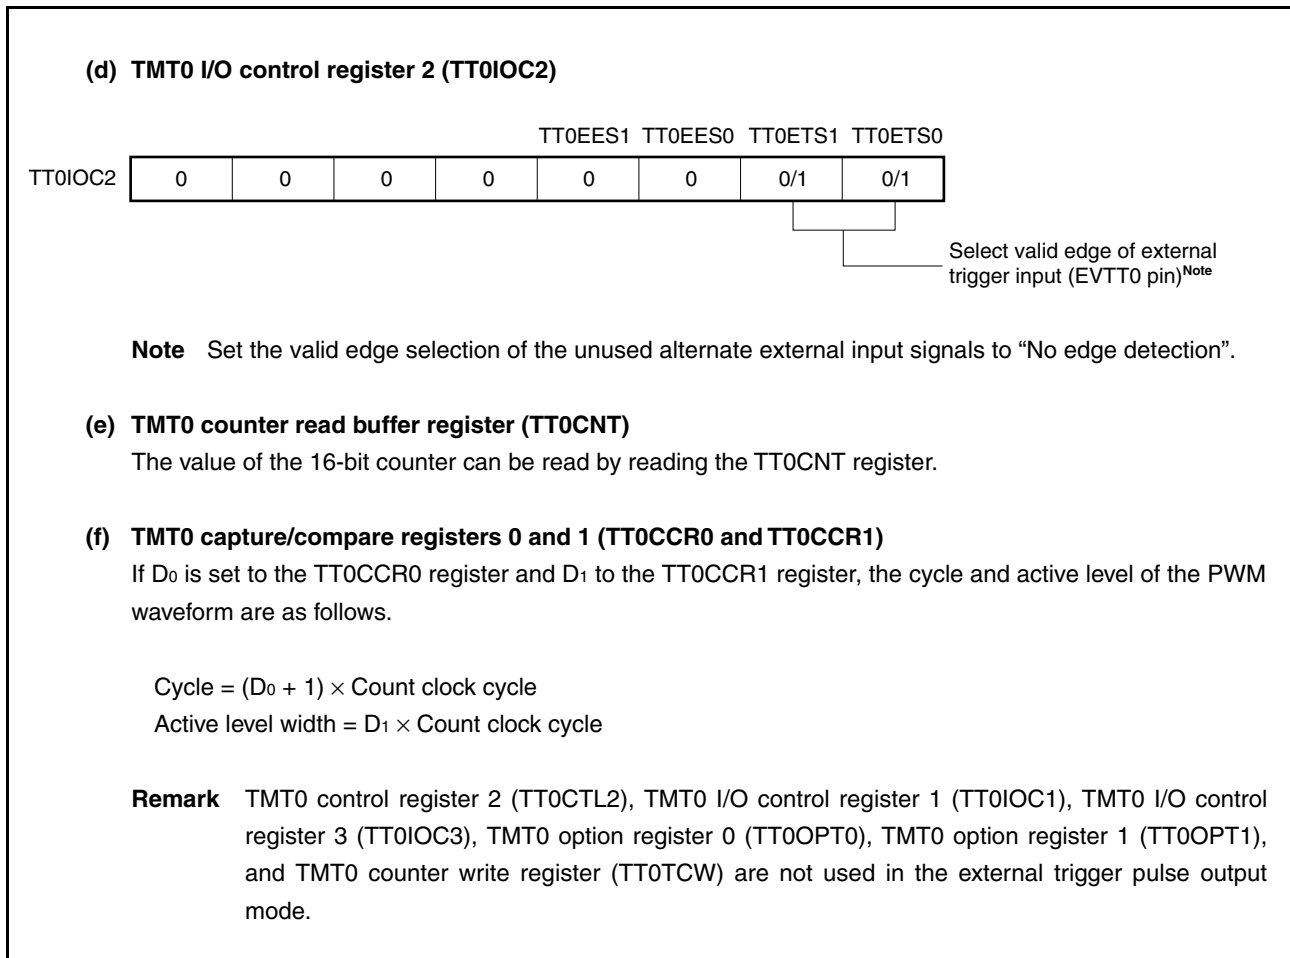 (d) TMT0 I/O control register 2 (TT0IOC2)
TT0EES1 TT0EES0 TT0ETS1 TT0ETS0
TT0IOC2 0 0 0 0 0 0 0/1 0/1
Select valid edge of external
trigger input (EVTT0 pin)Note
Note Set the valid edge selection of the unused alternate external input signals to “No edge detection”.
(e) TMT0 counter read buffer register (TT0CNT)
The value of the 16-bit counter can be read by reading the TT0CNT register.
(f) TMT0 capture/compare registers 0 and 1 (TT0CCR0 and TT0CCR1)
If D0 is set to the TT0CCR0 register and D1 to the TT0CCR1 register, the cycle and active level of the PWM
waveform are as follows.
Cycle = (D0 + 1) × Count clock cycle
Active level width = D1 × Count clock cycle
Remark TMT0 control register 2 (TT0CTL2), TMT0 I/O control register 1 (TT0IOC1), TMT0 I/O control
register 3 (TT0IOC3), TMT0 option register 0 (TT0OPT0), TMT0 option register 1 (TT0OPT1),
and TMT0 counter write register (TT0TCW) are not used in the external trigger pulse output
mode.